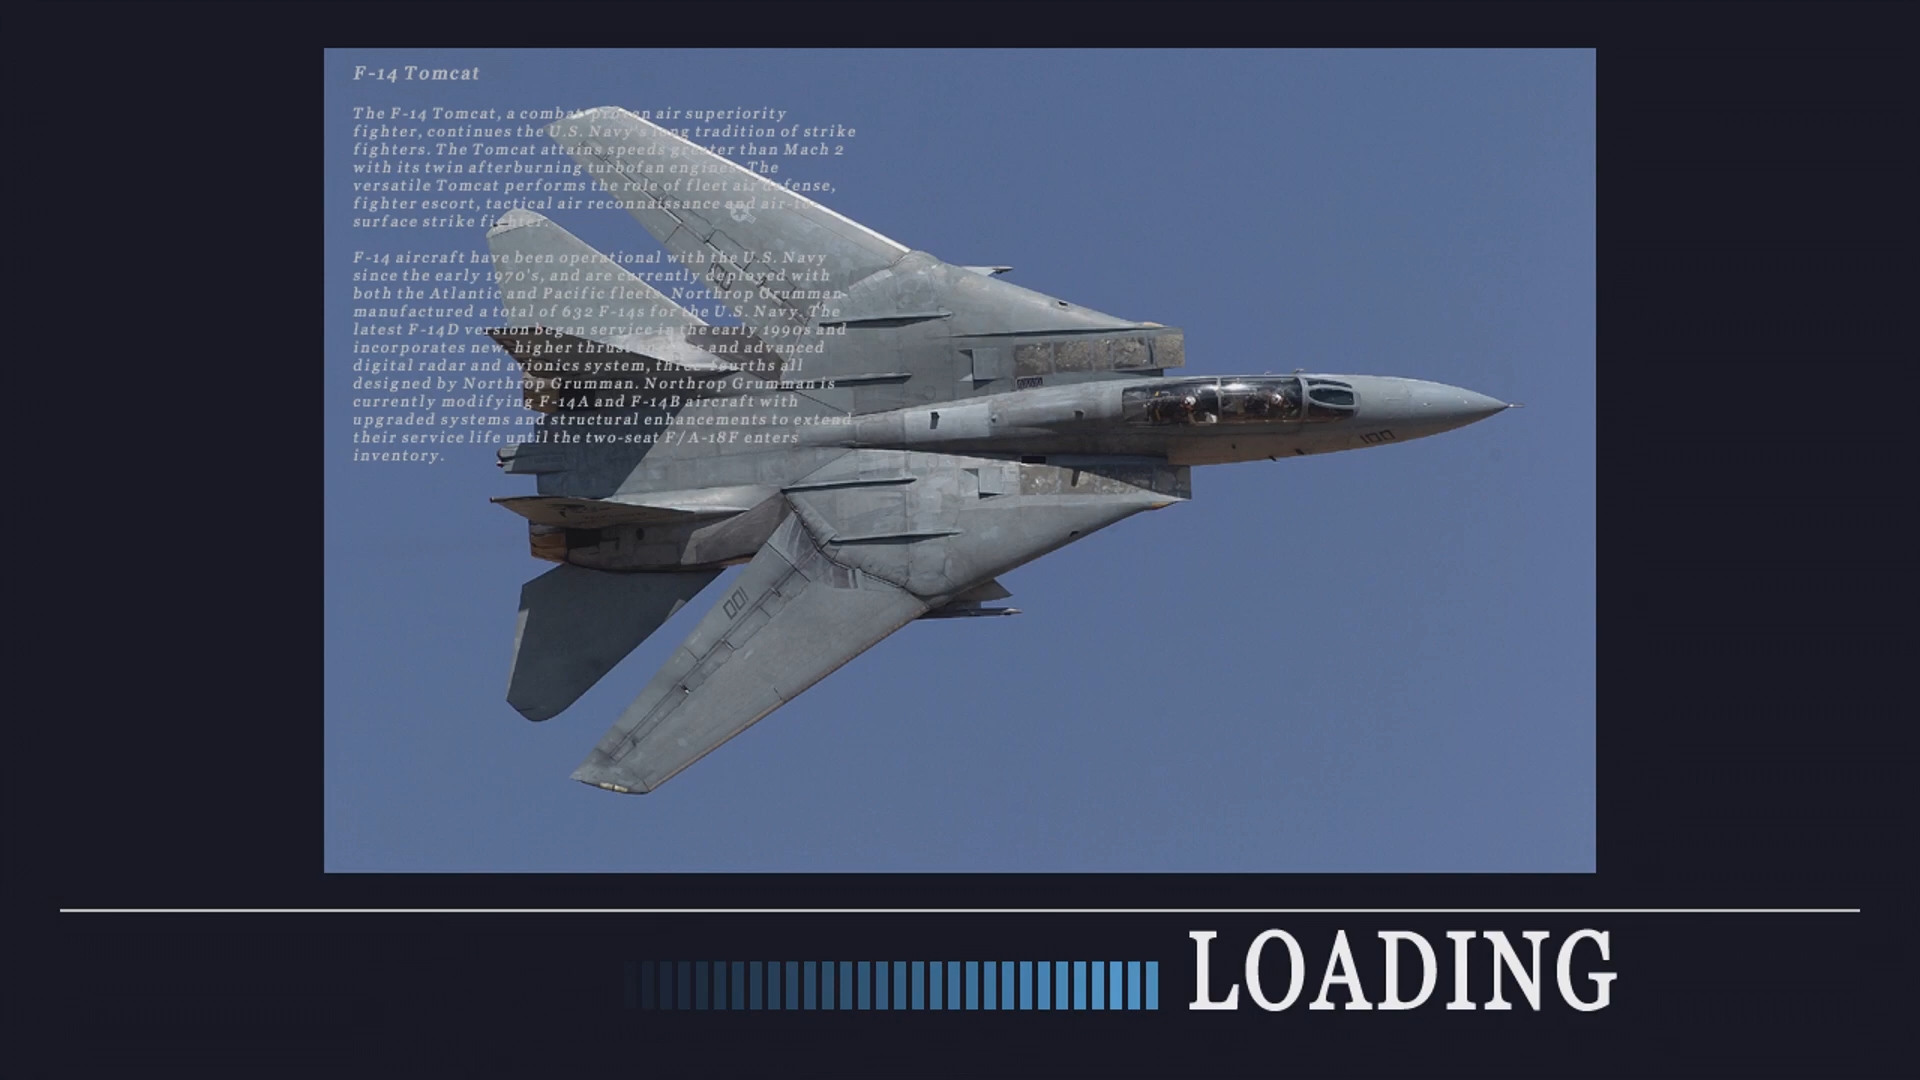 F-14 Tomcat
The F-14 Tomcat, a combat-proven air superiority
fighter, continues the U.S. Navy's long tradition of strike
fighters. The Tomcat attains speeds greater than Mach 2
with its twin afterburning turbofan engines. The
versatile Tomcat performs the role of fleet air defense,
fighter escort, tactical air reconnaissance and air-to-
surface strike fighter.
F-14 aircraft have been operational with the U.S. Navy
since the early 1970's, and are currently deployed with
both the Atlantic and Pacific fleets. Northrop Grumman
manufactured a total of 632 F-14s for the U.S. Navy. The
latest F-14D version began service in the early 1990s and
incorporates new, higher thrust engines and advanced
digital radar and avionics system, three-fourths all
designed by Northrop Grumman. Northrop Grumman is
currently modifying F-14A and F-14B aircraft with
upgraded systems and structural enhancements to extend
their service life until the two-seat F/A-18F enters
inventory.
100
001
LOADING